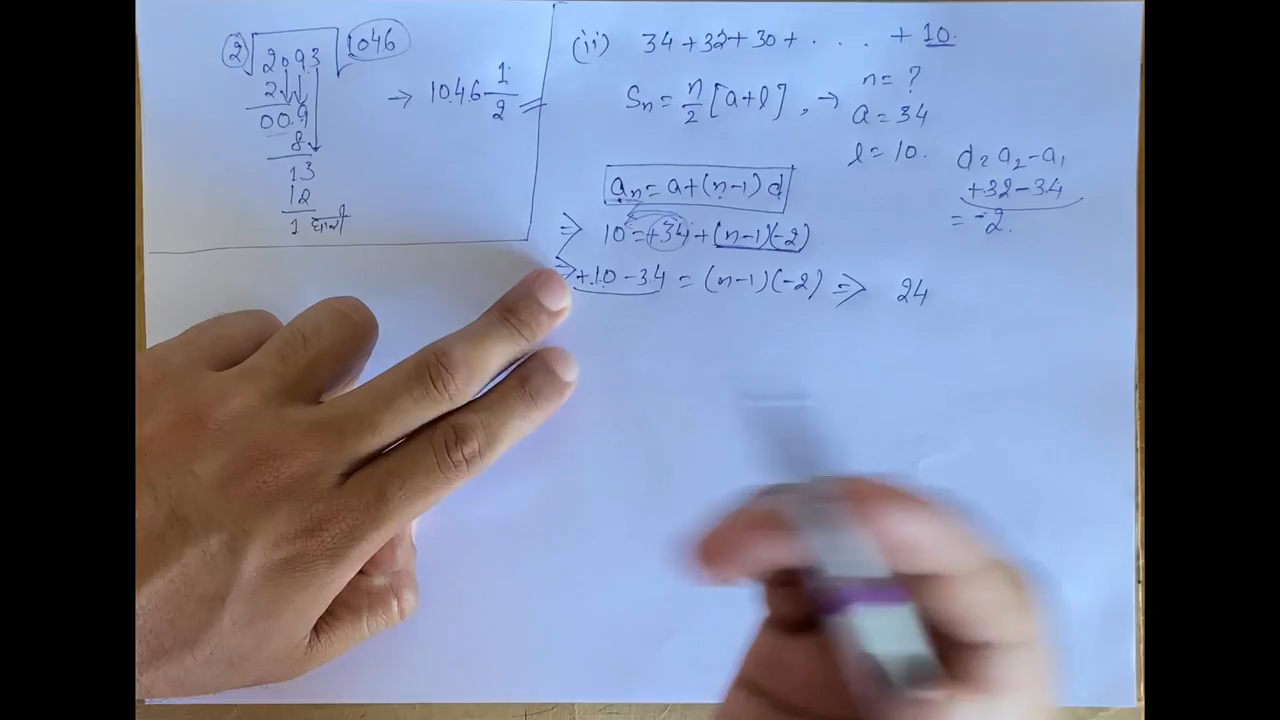 2 2093 1046
2
009
8
13
12
1 बाकी
→ 1046 1/2
(ii) 34 + 32 + 30 + . . . + 10.
Sn = n/2 [a + l] , →
n = ?
a = 34
l = 10.
d = a2 - a1
+32 - 34
= -2.
an = a + (n-1) d
⇒ 10 = +34 + (n-1)(-2)
⇒ +10 - 34 = (n-1)(-2) ⇒ 24